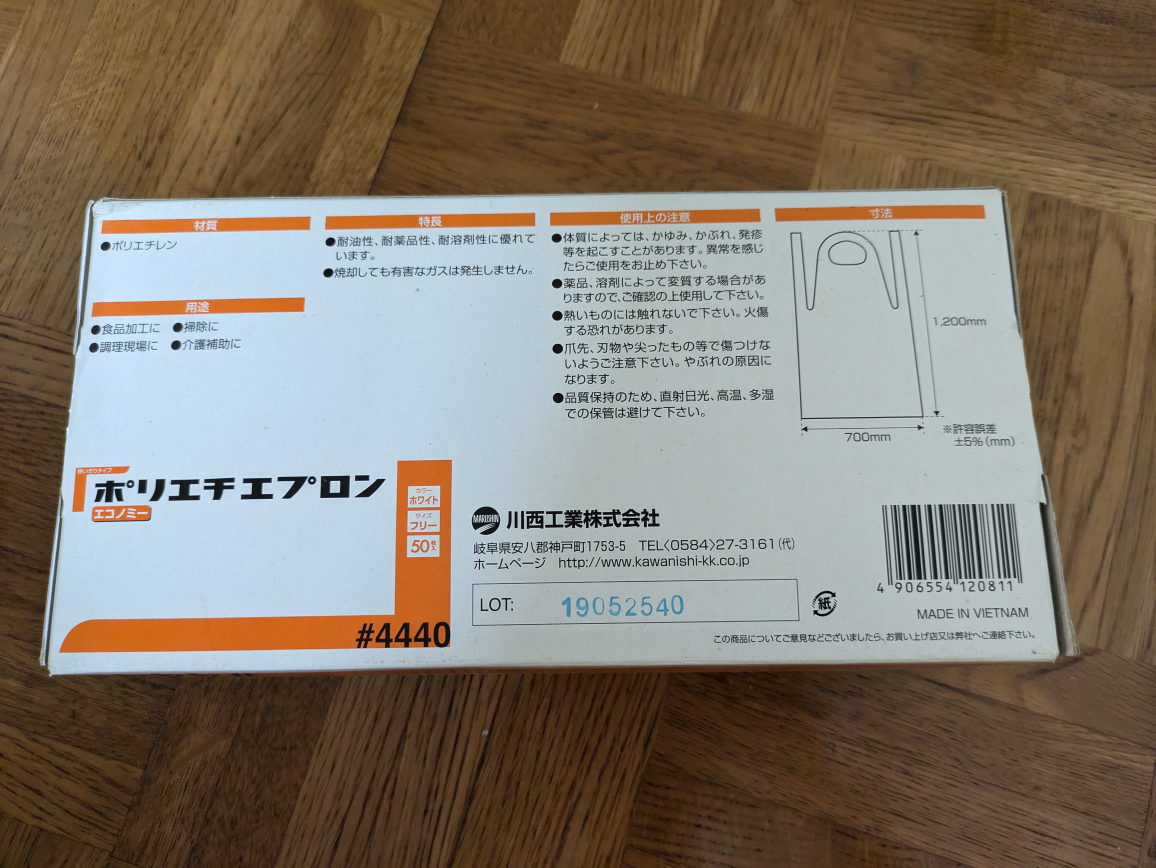 材質
●ポリエチレン
用途
●食品加工に ●掃除に
●調理現場に ●介護補助に
特長
●耐油性、耐薬品性、耐溶剤性に優れて
います。
●焼却しても有害なガスは発生しません。
使用上の注意
●体質によっては、かゆみ、かぶれ、発疹
等を起こすことがあります。異常を感じ
たらご使用をお止め下さい。
●薬品、溶剤によって変質する場合があ
りますので、ご確認の上使用して下さい。
●熱いものには触れないで下さい。火傷
する恐れがあります。
●爪先、刃物や尖ったもの等で傷つけな
いようご注意下さい。やぶれの原因に
なります。
●品質保持のため、直射日光、高温、多湿
での保管は避けて下さい。
寸法
1,200mm
700mm
※許容誤差
±5%(mm)
使いきりタイプ
ポリエチエプロン
エコノミー
カラー
ホワイト
サイズ
フリー
50枚入
#4440
MARUSHIN 川西工業株式会社
岐阜県安八郡神戸町1753-5 TEL〈0584〉27-3161(代)
ホームページ http://www.kawanishi-kk.co.jp
LOT: 19052540
紙
4 906554 120811
MADE IN VIETNAM
この商品についてご意見などございましたら、お買い上げ店又は弊社へご連絡下さい。